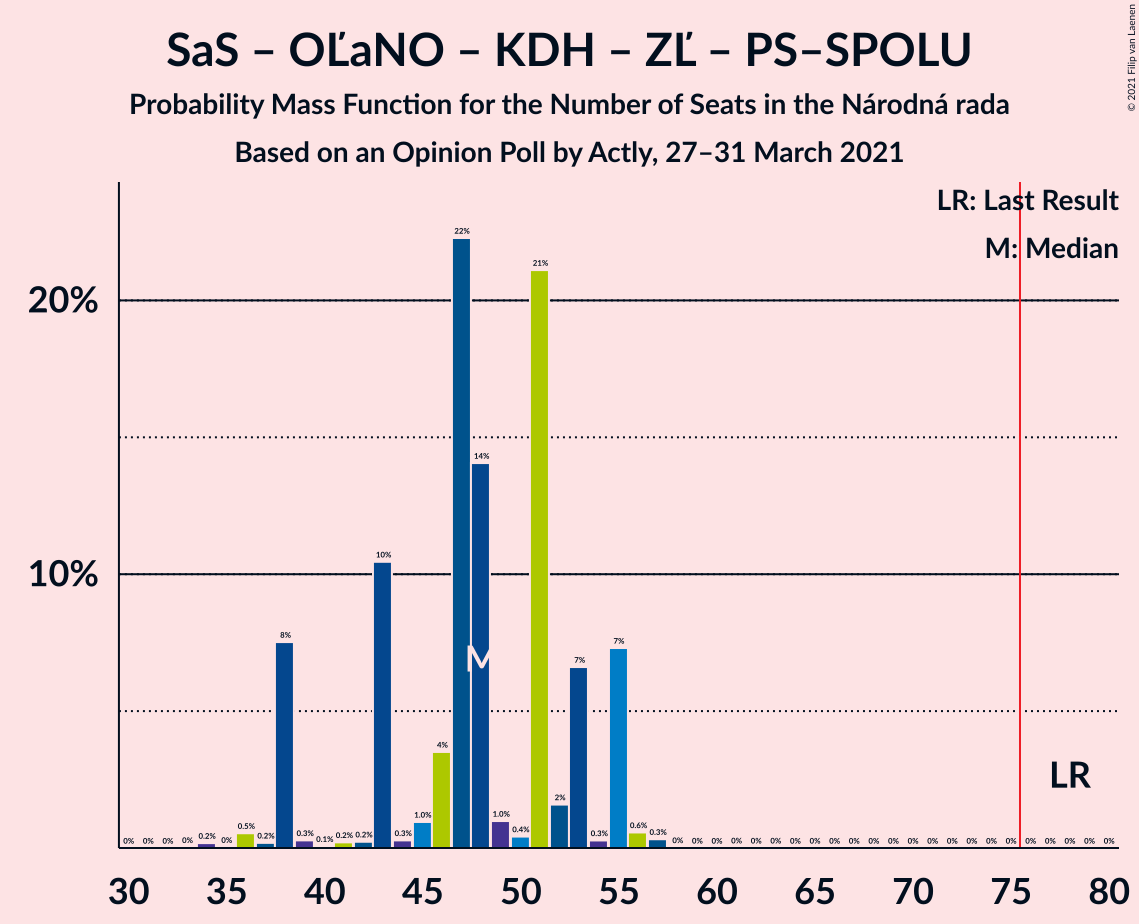 SaS – OĽaNO – KDH – ZĽ – PS–SPOLU
Probability Mass Function for the Number of Seats in the Národná rada
Based on an Opinion Poll by Actly, 27–31 March 2021
© 2021 Filip van Laenen
LR: Last Result
M: Median
20%
10%
0% 0% 0% 0% 0.2% 0% 0.5% 0.2% 8% 0.3% 0.1% 0.2% 0.2% 10% 0.3% 1.0% 4% 22% 14% 1.0% 0.4% 21% 2% 7% 0.3% 7% 0.6% 0.3% 0% 0% 0% 0% 0% 0% 0% 0% 0% 0% 0% 0% 0% 0% 0% 0% 0% 0% 0% 0% 0% 0% 0%
M
LR
30 35 40 45 50 55 60 65 70 75 80